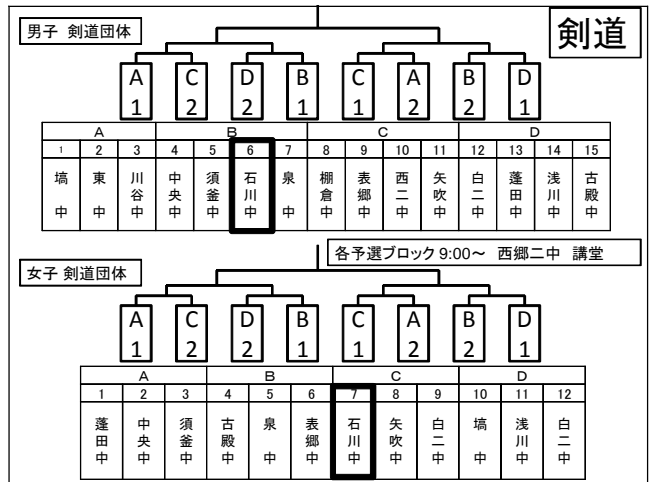 男子 剣道団体
剣道
A1 C2 D2 B1 C1 A2 B2 D1
A B C D
1 2 3 4 5 6 7 8 9 10 11 12 13 14 15
塙中 東中 川谷中 中央中 須釜中 石川中 泉中 棚倉中 表郷中 西二中 矢吹中 白二中 蓬田中 浅川中 古殿中
各予選ブロック 9:00~ 西郷二中 講堂
女子 剣道団体
A1 C2 D2 B1 C1 A2 B2 D1
A B C D
1 2 3 4 5 6 7 8 9 10 11 12
蓬田中 中央中 須釜中 古殿中 泉中 表郷中 石川中 矢吹中 白二中 塙中 浅川中 白二中